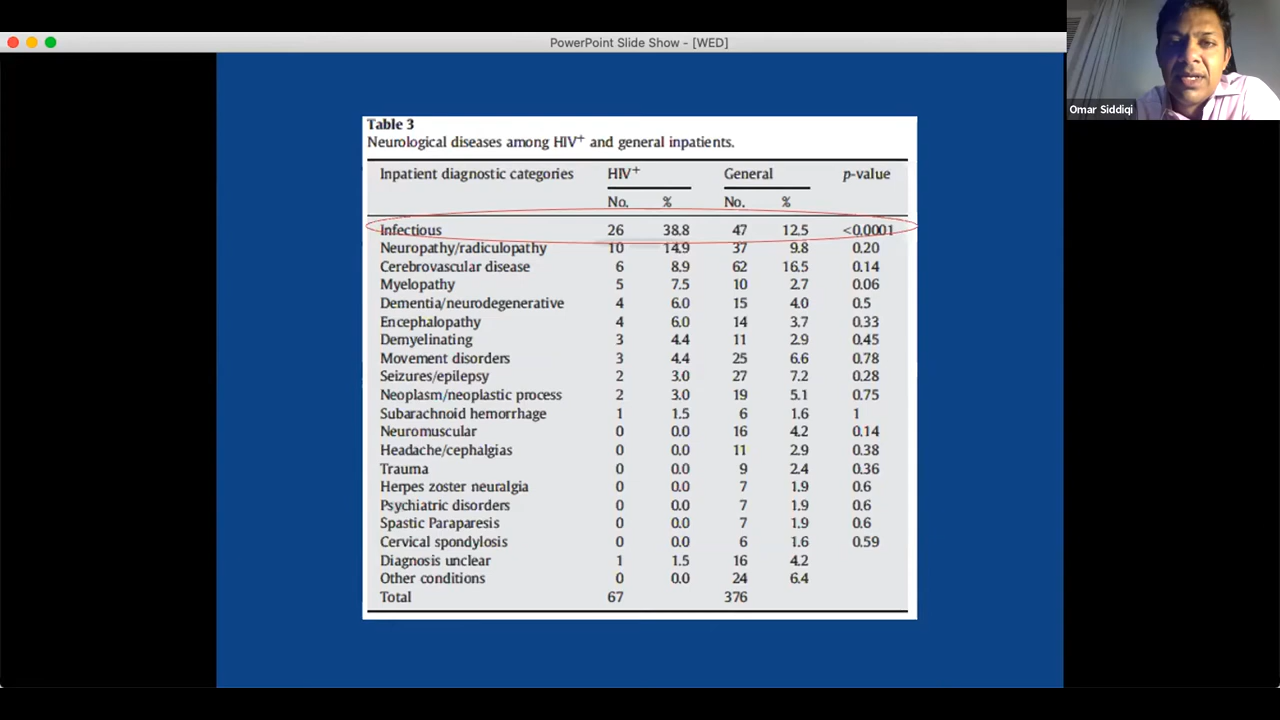 PowerPoint Slide Show - [WED]
Omar Siddiqi
Table 3
Neurological diseases among HIV+ and general inpatients.
Inpatient diagnostic categories HIV+ General p-value
No. % No. %
Infectious 26 38.8 47 12.5 <0.0001
Neuropathy/radiculopathy 10 14.9 37 9.8 0.20
Cerebrovascular disease 6 8.9 62 16.5 0.14
Myelopathy 5 7.5 10 2.7 0.06
Dementia/neurodegenerative 4 6.0 15 4.0 0.5
Encephalopathy 4 6.0 14 3.7 0.33
Demyelinating 3 4.4 11 2.9 0.45
Movement disorders 3 4.4 25 6.6 0.78
Seizures/epilepsy 2 3.0 27 7.2 0.28
Neoplasm/neoplastic process 2 3.0 19 5.1 0.75
Subarachnoid hemorrhage 1 1.5 6 1.6 1
Neuromuscular 0 0.0 16 4.2 0.14
Headache/cephalgias 0 0.0 11 2.9 0.38
Trauma 0 0.0 9 2.4 0.36
Herpes zoster neuralgia 0 0.0 7 1.9 0.6
Psychiatric disorders 0 0.0 7 1.9 0.6
Spastic Paraparesis 0 0.0 7 1.9 0.6
Cervical spondylosis 0 0.0 6 1.6 0.59
Diagnosis unclear 1 1.5 16 4.2
Other conditions 0 0.0 24 6.4
Total 67 376